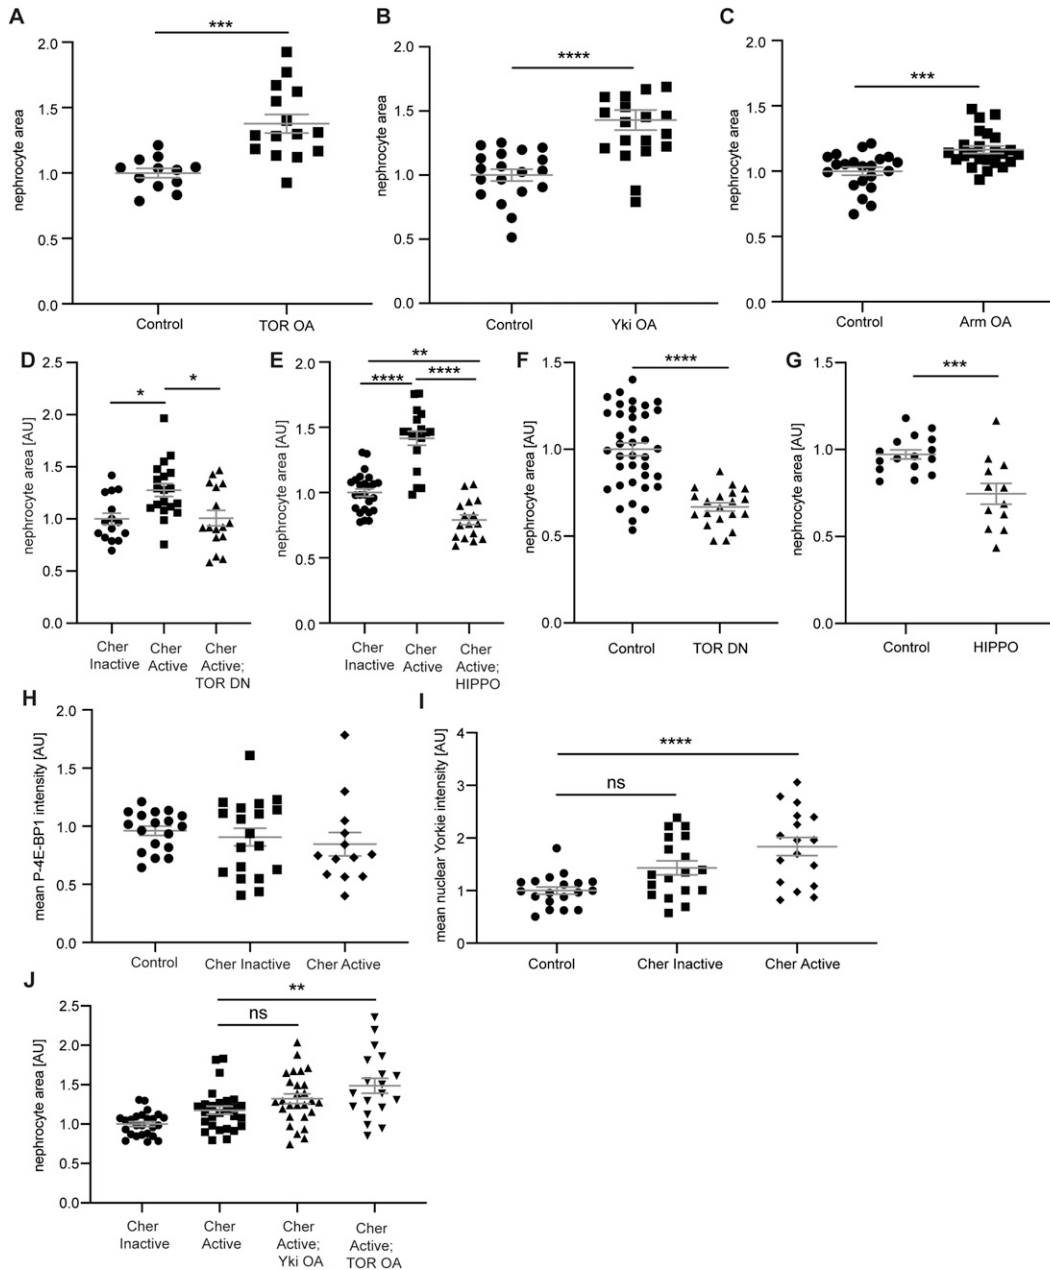 A
***
nephrocyte area
2.0
1.5
1.0
0.5
0.0
Control
TOR OA
B
****
nephrocyte area
2.0
1.5
1.0
0.5
0.0
Control
Yki OA
C
***
nephrocyte area
2.0
1.5
1.0
0.5
0.0
Control
Arm OA
D
*
*
nephrocyte area [AU]
2.5
2.0
1.5
1.0
0.5
0.0
Cher
Inactive
Cher
Active
Cher
Active;
TOR DN
E
**
****
****
nephrocyte area [AU]
2.0
1.5
1.0
0.5
0.0
Cher
Inactive
Cher
Active
Cher
Active;
HIPPO
F
****
nephrocyte area [AU]
1.5
1.0
0.5
0.0
Control
TOR DN
G
***
nephrocyte area [AU]
1.5
1.0
0.5
0.0
Control
HIPPO
H
mean P-4E-BP1 intensity [AU]
2.0
1.5
1.0
0.5
0.0
Control
Cher Inactive
Cher Active
I
****
ns
mean nuclear Yorkie intensity [AU]
4
3
2
1
0
Control
Cher Inactive
Cher Active
J
**
ns
nephrocyte area [AU]
2.5
2.0
1.5
1.0
0.5
0.0
Cher
Inactive
Cher
Active
Cher
Active;
Yki OA
Cher
Active;
TOR OA